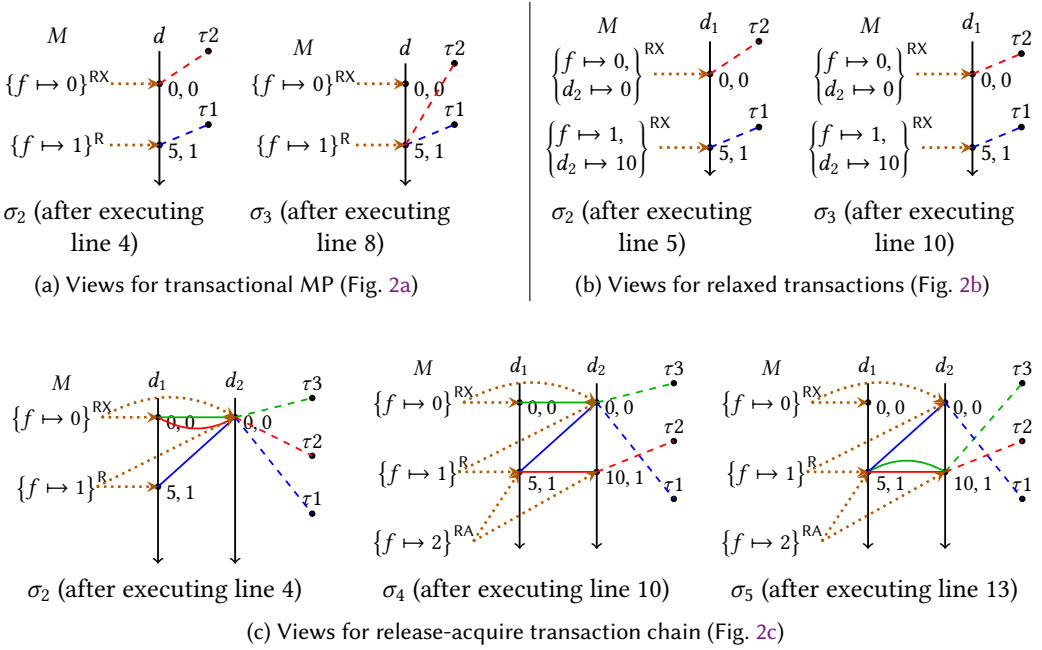 M d τ2
{f ↦ 0}^RX 0, 0
τ1
{f ↦ 1}^R 5, 1
σ2 (after executing
line 4)
M d τ2
{f ↦ 0}^RX 0, 0
τ1
{f ↦ 1}^R 5, 1
σ3 (after executing
line 8)
(a) Views for transactional MP (Fig. 2a)
M d1 τ2
{f ↦ 0,
d2 ↦ 0}^RX 0, 0
τ1
{f ↦ 1,
d2 ↦ 10}^RX 5, 1
σ2 (after executing
line 5)
M d1 τ2
{f ↦ 0,
d2 ↦ 0}^RX 0, 0
τ1
{f ↦ 1,
d2 ↦ 10}^RX 5, 1
σ3 (after executing
line 10)
(b) Views for relaxed transactions (Fig. 2b)
M d1 d2 τ3
{f ↦ 0}^RX 0, 0 0, 0
τ2
{f ↦ 1}^R 5, 1 τ1
σ2 (after executing line 4)
M d1 d2 τ3
{f ↦ 0}^RX 0, 0 0, 0
τ2
{f ↦ 1}^R 5, 1 10, 1 τ1
{f ↦ 2}^RA
σ4 (after executing line 10)
M d1 d2 τ3
{f ↦ 0}^RX 0, 0 0, 0
τ2
{f ↦ 1}^R 5, 1 10, 1 τ1
{f ↦ 2}^RA
σ5 (after executing line 13)
(c) Views for release-acquire transaction chain (Fig. 2c)